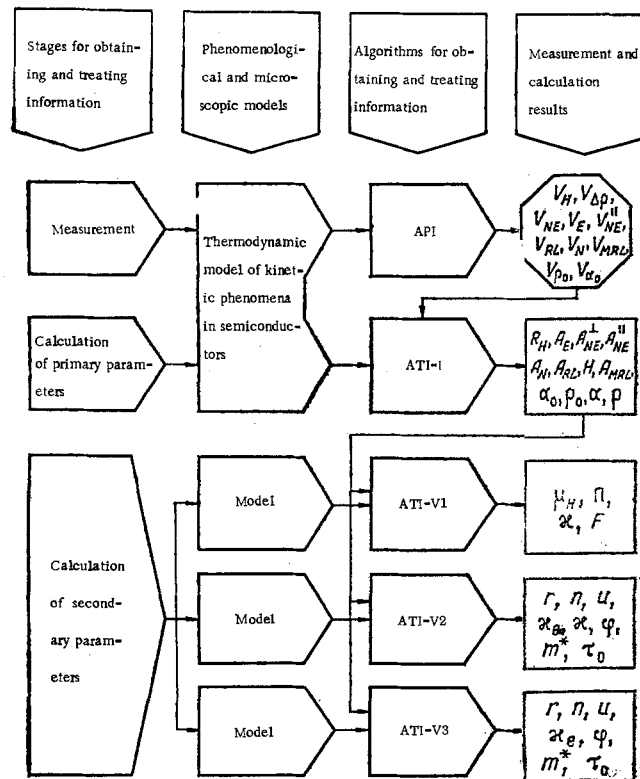 Stages for obtain-
ing and treating
information
Phenomenologi-
cal and micro-
scopic models
Algorithms for ob-
taining and treating
information
Measurement and
calculation
results
Measurement
Thermodynamic
model of kinet-
ic phenomena
in semiconduc-
tors
API
V_H, V_Δρ,
V_NE, V_E, V_NE^∥
V_RL, V_N, V_MRL,
V_ρ0, V_α0
Calculation
of primary param-
eters
ATI-I
R_H, A_E, A_NE^⊥, A_NE^∥
A_N, A_RL, H, A_MRL,
α_0, ρ_0, α, ρ
Calculation
of second-
ary param-
eters
Model
ATI-V1
μ_H, Π,
ϰ, F
Model
ATI-V2
r, n, u,
ϰ_e, ϰ, φ,
m*, τ_0
Model
ATI-V3
r, n, u,
ϰ_e, φ,
m*, τ_0